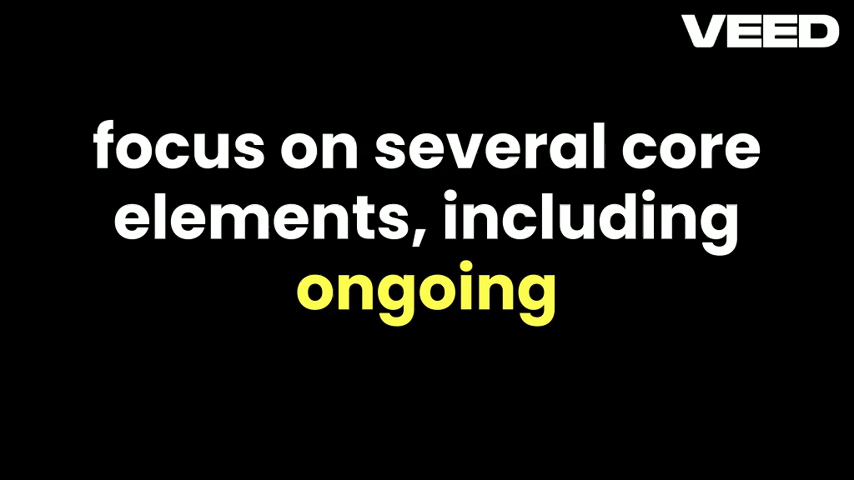 VEED
focus on several core
elements, including
ongoing